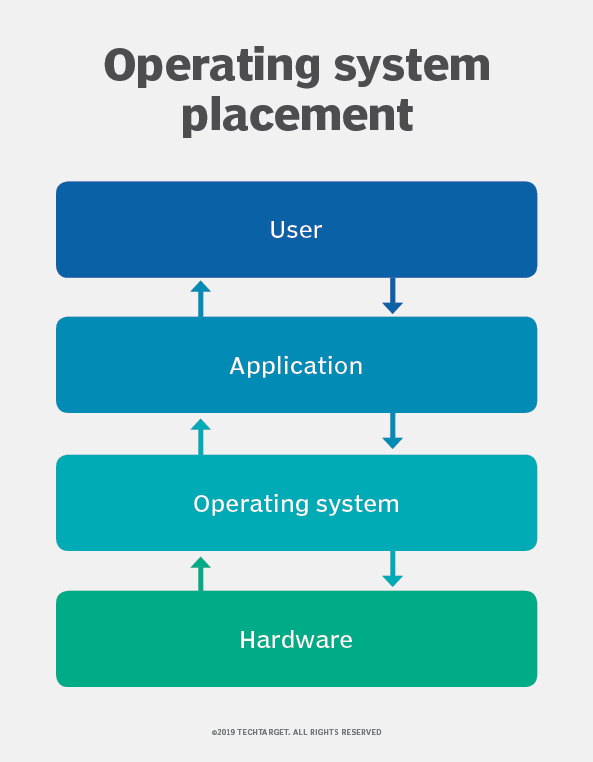 Operating system
placement
User
Application
Operating system
Hardware
©2019 TECHTARGET. ALL RIGHTS RESERVED